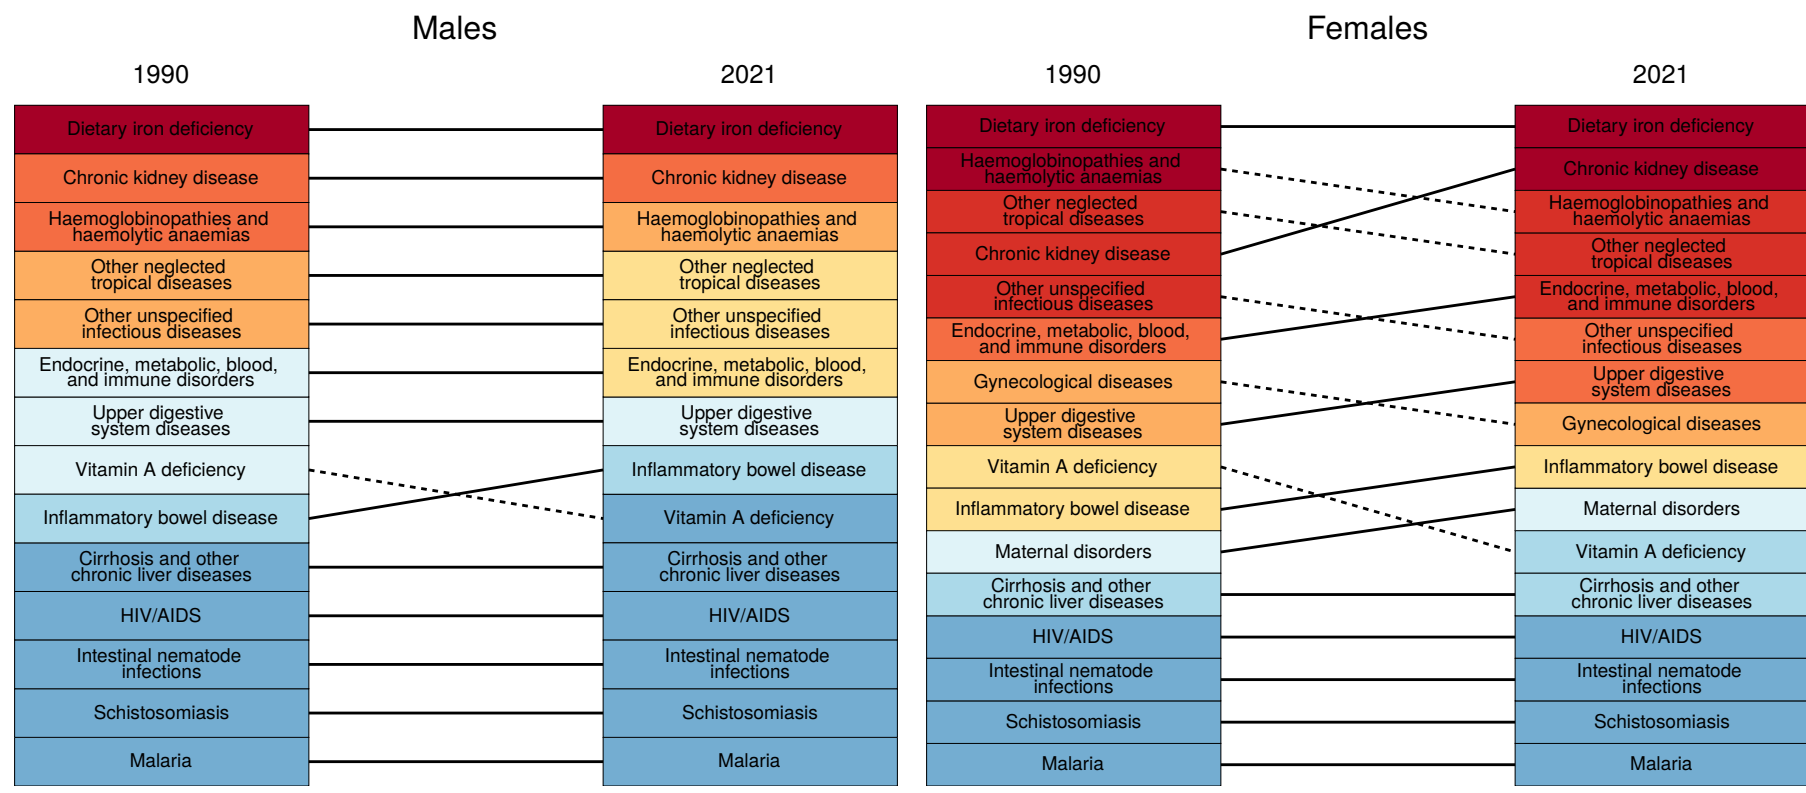 Males
1990
2021
Dietary iron deficiency
Chronic kidney disease
Haemoglobinopathies and
haemolytic anaemias
Other neglected
tropical diseases
Other unspecified
infectious diseases
Endocrine, metabolic, blood,
and immune disorders
Upper digestive
system diseases
Vitamin A deficiency
Inflammatory bowel disease
Cirrhosis and other
chronic liver diseases
HIV/AIDS
Intestinal nematode
infections
Schistosomiasis
Malaria
Dietary iron deficiency
Chronic kidney disease
Haemoglobinopathies and
haemolytic anaemias
Other neglected
tropical diseases
Other unspecified
infectious diseases
Endocrine, metabolic, blood,
and immune disorders
Upper digestive
system diseases
Inflammatory bowel disease
Vitamin A deficiency
Cirrhosis and other
chronic liver diseases
HIV/AIDS
Intestinal nematode
infections
Schistosomiasis
Malaria
Females
1990
2021
Dietary iron deficiency
Haemoglobinopathies and
haemolytic anaemias
Other neglected
tropical diseases
Chronic kidney disease
Other unspecified
infectious diseases
Endocrine, metabolic, blood,
and immune disorders
Gynecological diseases
Upper digestive
system diseases
Vitamin A deficiency
Inflammatory bowel disease
Maternal disorders
Cirrhosis and other
chronic liver diseases
HIV/AIDS
Intestinal nematode
infections
Schistosomiasis
Malaria
Dietary iron deficiency
Chronic kidney disease
Haemoglobinopathies and
haemolytic anaemias
Other neglected
tropical diseases
Endocrine, metabolic, blood,
and immune disorders
Other unspecified
infectious diseases
Upper digestive
system diseases
Gynecological diseases
Inflammatory bowel disease
Maternal disorders
Vitamin A deficiency
Cirrhosis and other
chronic liver diseases
HIV/AIDS
Intestinal nematode
infections
Schistosomiasis
Malaria